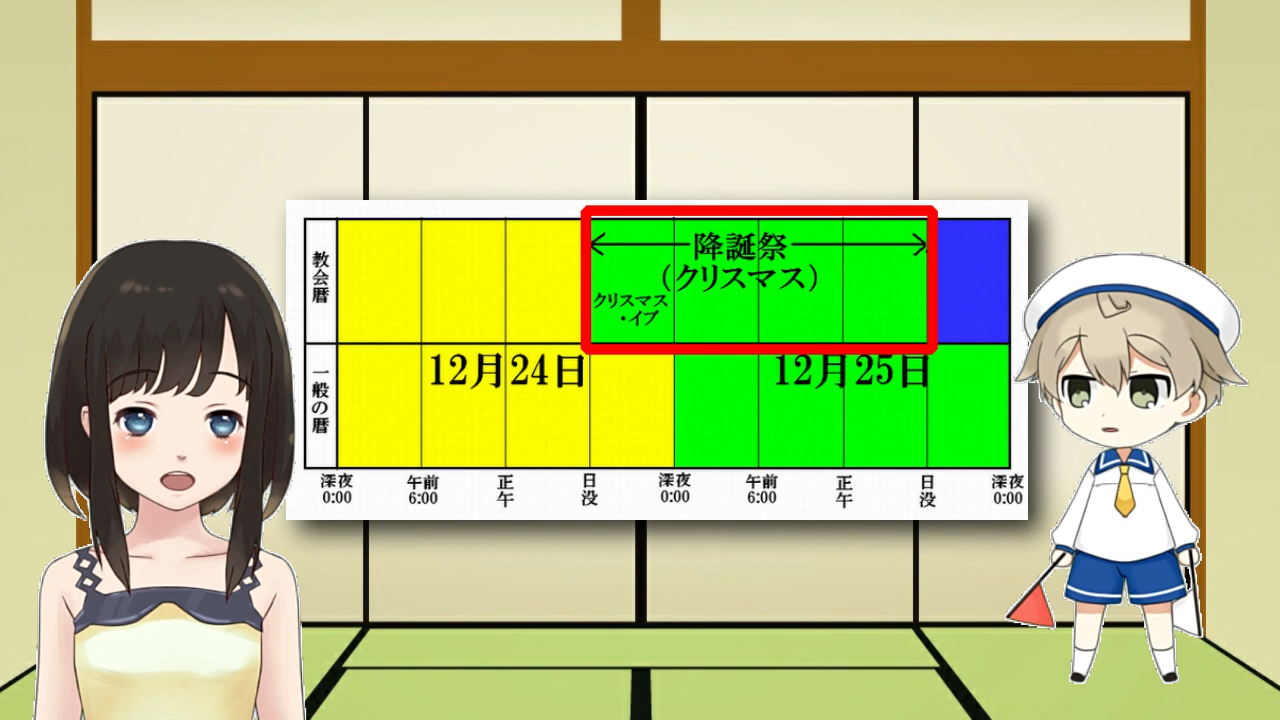 教会暦
降誕祭
(クリスマス)
クリスマス
・イブ
一般の暦
12月24日
12月25日
深夜
0:00
午前
6:00
正午
日没
深夜
0:00
午前
6:00
正午
日没
深夜
0:00